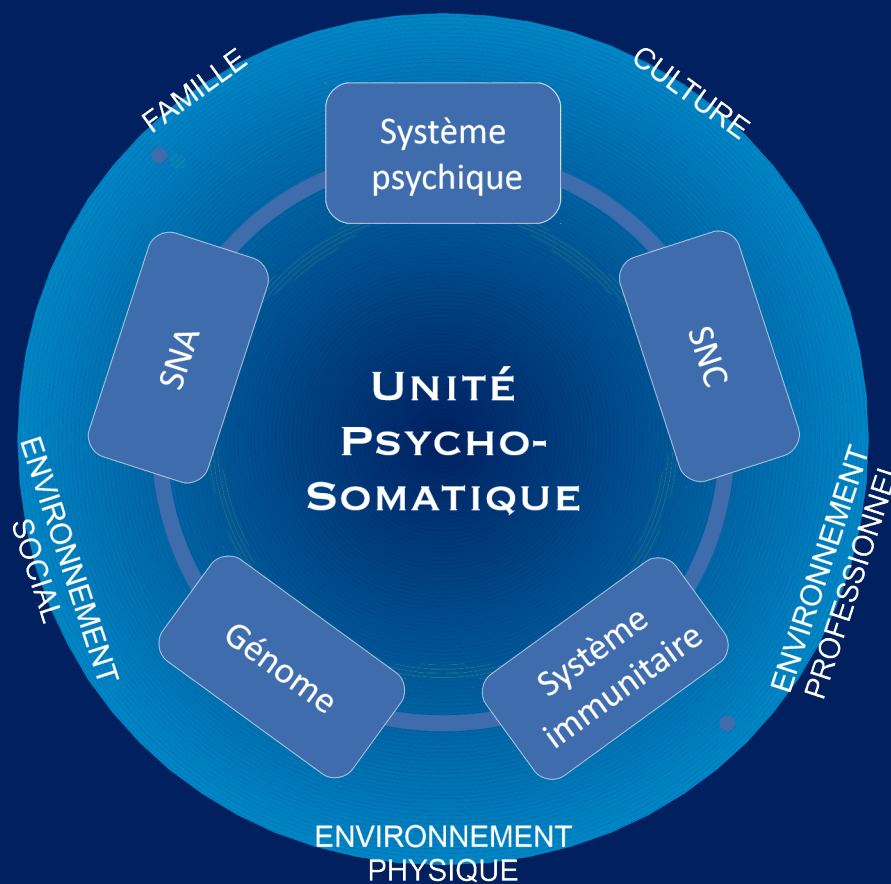 FAMILLE
CULTURE
Système
psychique
SNA
SNC
UNITÉ
PSYCHO-
SOMATIQUE
ENVIRONNEMENT
SOCIAL
ENVIRONNEMENT
PROFESSIONNEL
Génome
Système
immunitaire
ENVIRONNEMENT
PHYSIQUE